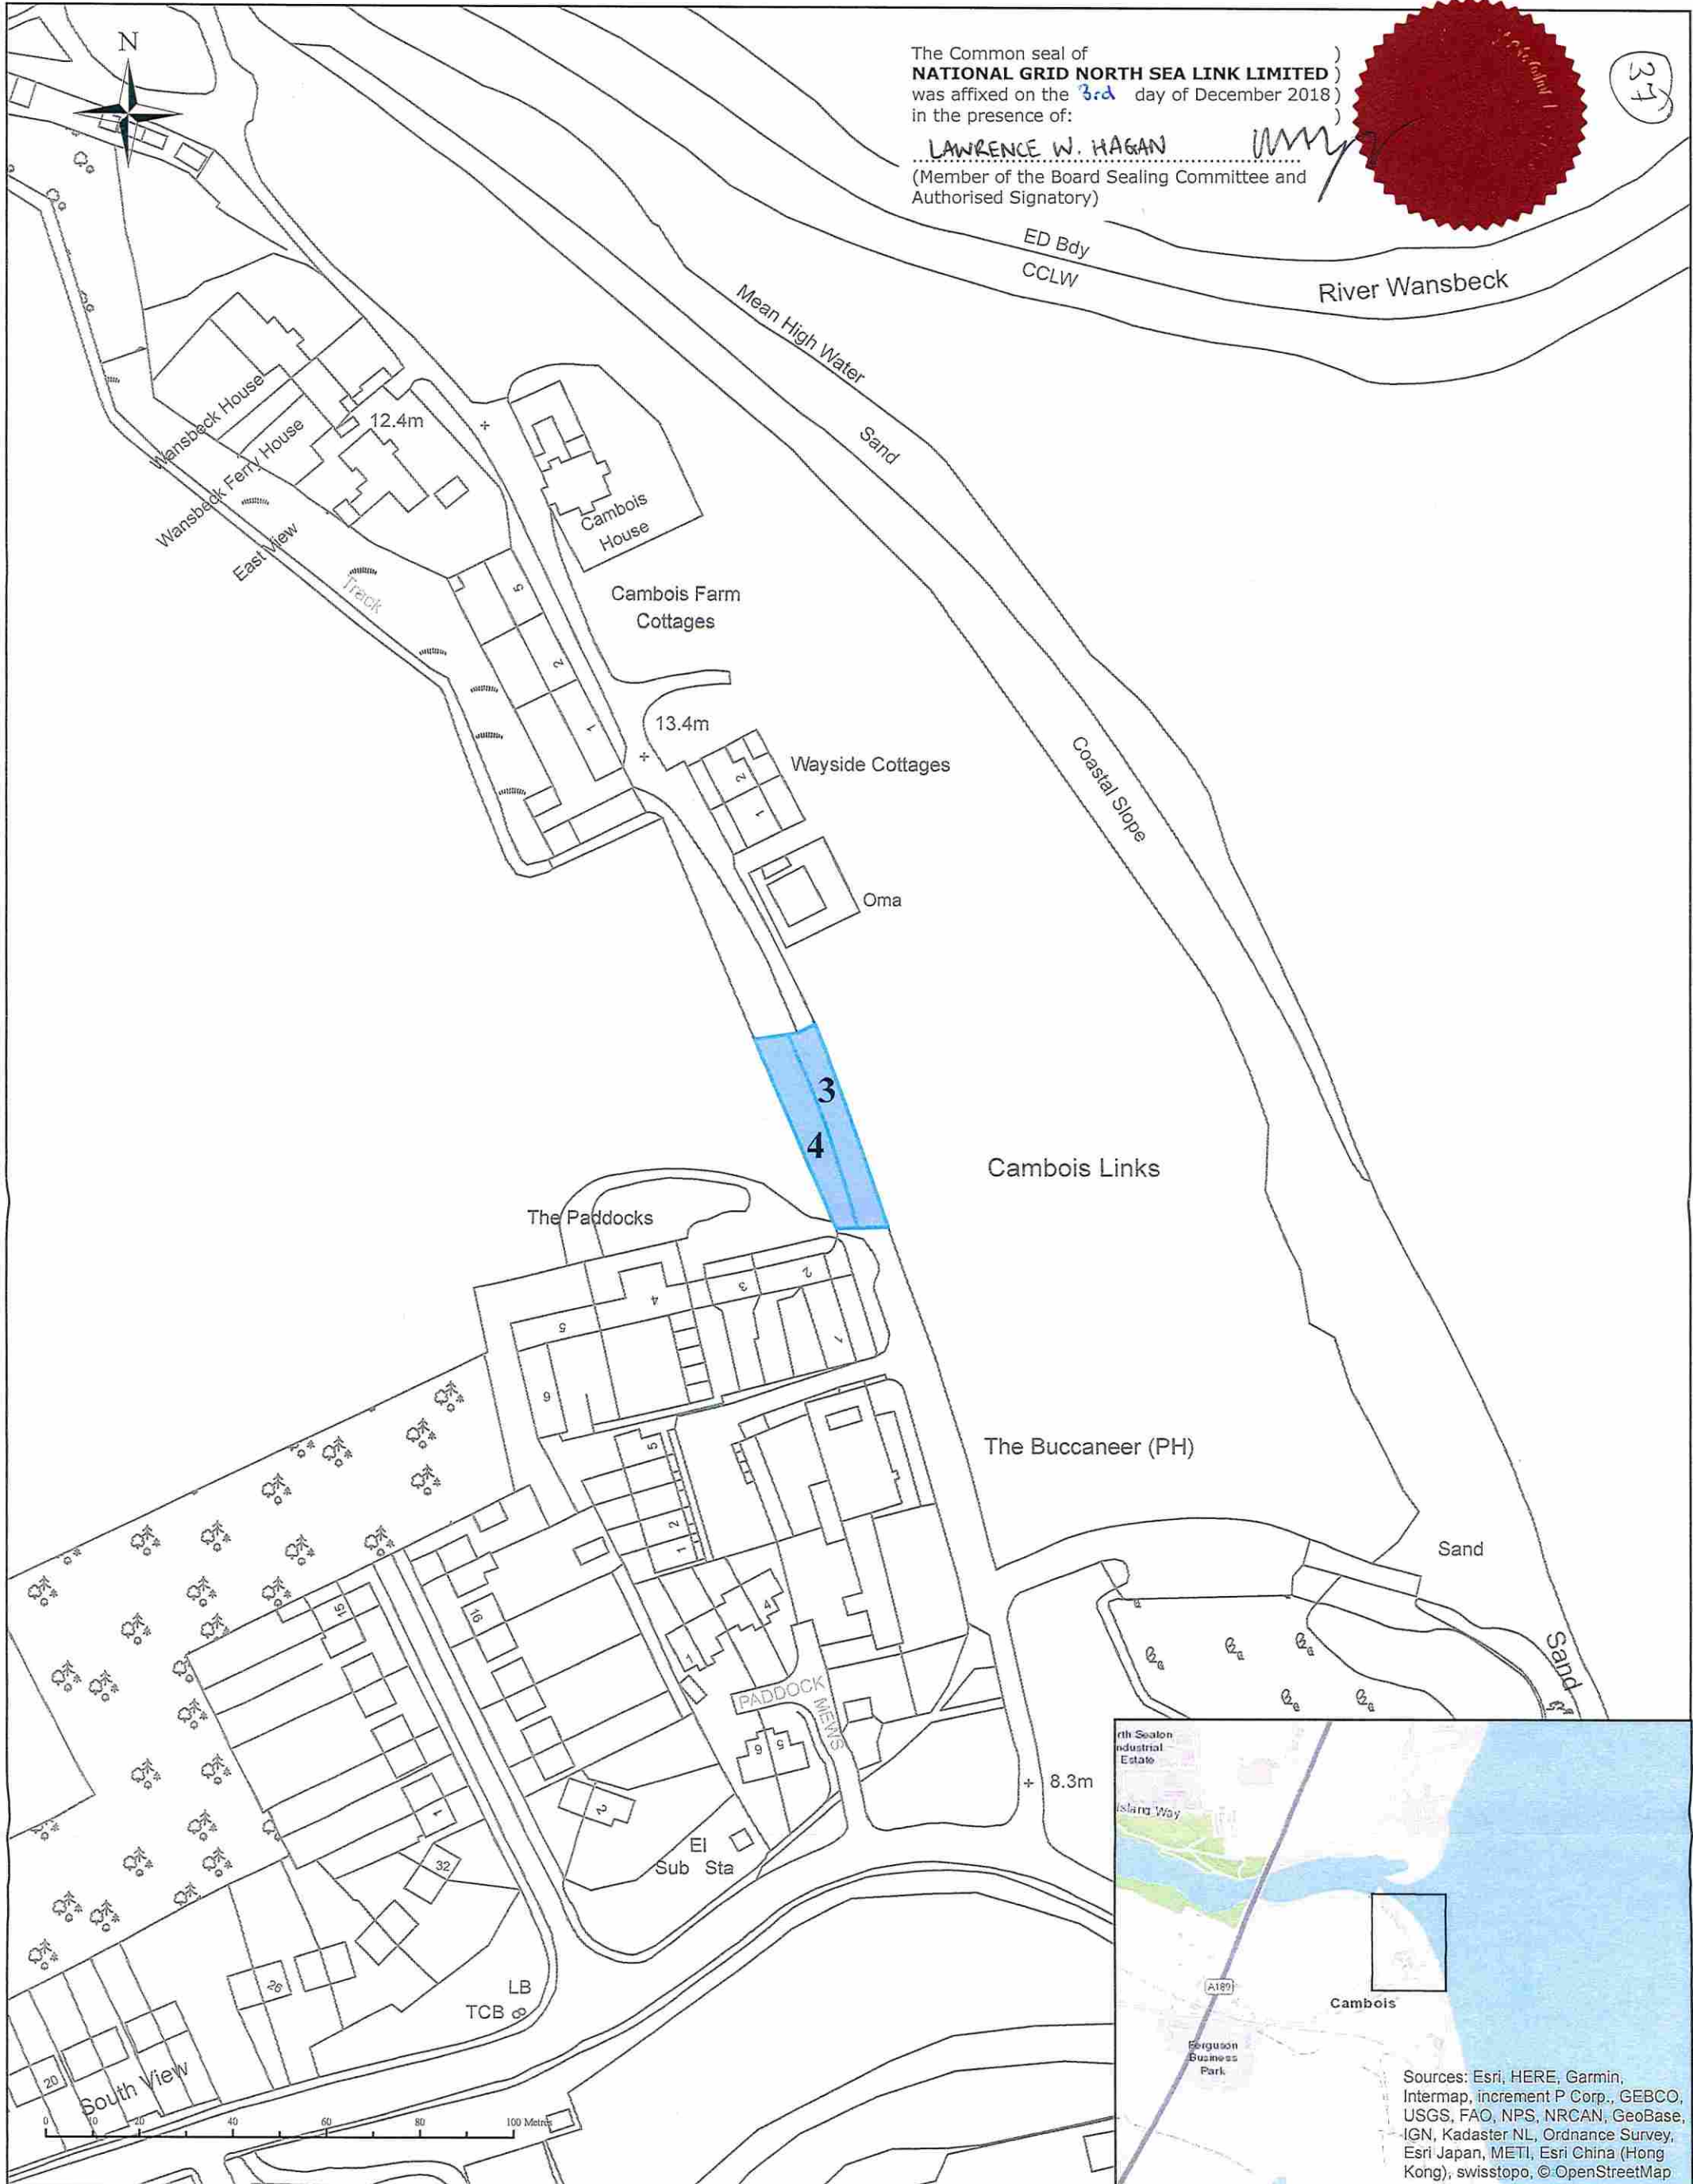 N
The Common seal of )
NATIONAL GRID NORTH SEA LINK LIMITED )
was affixed on the 3rd day of December 2018 )
in the presence of: )
LAWRENCE W. HAGAN
(Member of the Board Sealing Committee and
Authorised Signatory)
37
ED Bdy
CCLW
River Wansbeck
Mean High Water
Sand
Wansbeck House
12.4m
Wansbeck Ferry House
East View
Track
Cambois
House
Cambois Farm
Cottages
5
2
1
13.4m
Wayside Cottages
2
1
Coastal Slope
Oma
3
4
Cambois Links
The Paddocks
2
3
4
5
1
6
The Buccaneer (PH)
5
2
1
Sand
15
16
4
1
Sand
PADDOCK
MEWS
6 5
8.3m
1
2
El
Sub Sta
32
26
LB
TCB
20
South View
0 10 20 40 60 80 100 Metres
rth Seaton
ndustrial
Estate
Island Way
A189
Cambois
Ferguson
Business
Park
Sources: Esri, HERE, Garmin,
Intermap, increment P Corp., GEBCO,
USGS, FAO, NPS, NRCAN, GeoBase,
IGN, Kadaster NL, Ordnance Survey,
Esri Japan, METI, Esri China (Hong
Kong), swisstopo, © OpenStreetMap